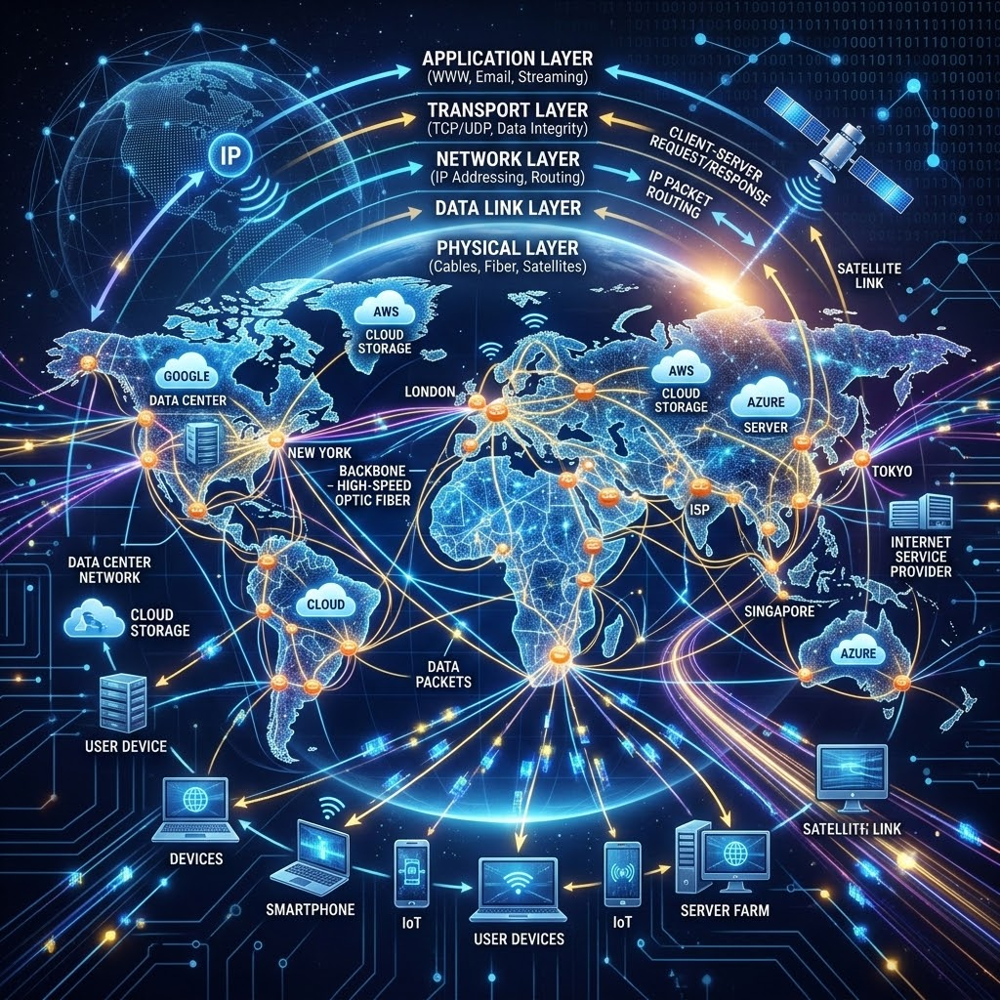 APPLICATION LAYER
(WWW, Email, Streaming)
TRANSPORT LAYER
(TCP/UDP, Data Integrity)
NETWORK LAYER
(IP Addressing, Routing)
DATA LINK LAYER
PHYSICAL LAYER
(Cables, Fiber, Satellites)
IP
CLIENT-SERVER
REQUEST/RESPONSE
IP PACKET
ROUTING
SATELLITE
LINK
AWS
CLOUD
STORAGE
GOOGLE
DATA CENTER
LONDON
AWS
CLOUD
STORAGE
AZURE
SERVER
NEW YORK
BACKBONE
– HIGH-SPEED
OPTIC FIBER
ISP
TOKYO
INTERNET
SERVICE
PROVIDER
DATA CENTER
NETWORK
CLOUD
STORAGE
CLOUD
SINGAPORE
AZURE
DATA
PACKETS
USER DEVICE
DEVICES
SMARTPHONE
IoT
USER DEVICES
IoT
SERVER FARM
LINK